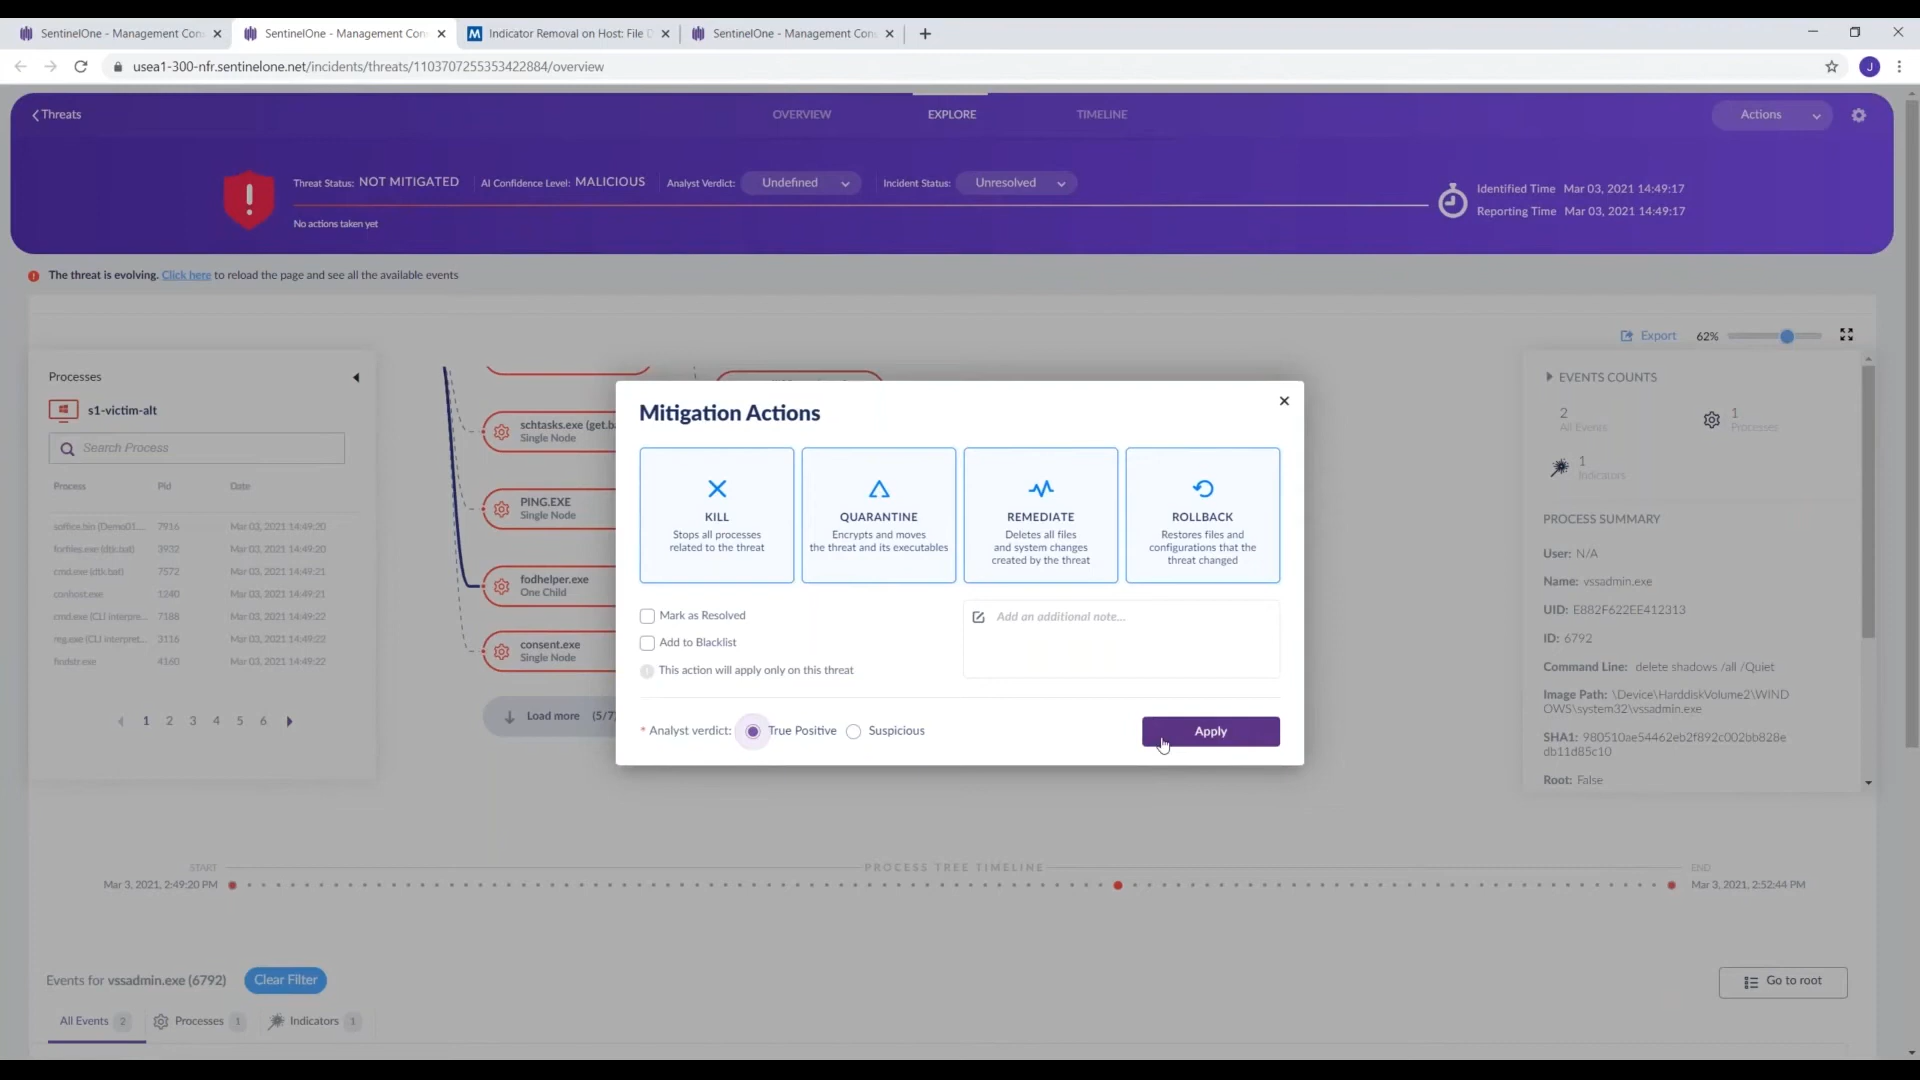 SentinelOne - Management Con
SentinelOne - Management Con
Indicator Removal on Host: File D
SentinelOne - Management Con
usea1-300-nfr.sentinelone.net/incidents/threats/1103707255353422884/overview
J
Threats
OVERVIEW
EXPLORE
TIMELINE
Actions
Threat Status: NOT MITIGATED
AI Confidence Level: MALICIOUS
Analyst Verdict: Undefined
Incident Status: Unresolved
No actions taken yet
Identified Time Mar 03, 2021 14:49:17
Reporting Time Mar 03, 2021 14:49:17
The threat is evolving. Click here to reload the page and see all the available events
Export 62%
Processes
s1-victim-alt
Search Process
Process Pid Date
soffice.bin (Demo01... 7916 Mar 03, 2021 14:49:20
forfiles.exe (dtk.bat) 3932 Mar 03, 2021 14:49:20
cmd.exe (dtk.bat) 7572 Mar 03, 2021 14:49:21
conhost.exe 1240 Mar 03, 2021 14:49:21
cmd.exe (CLI interpre... 7188 Mar 03, 2021 14:49:22
reg.exe (CLI interpret... 3116 Mar 03, 2021 14:49:22
findstr.exe 4160 Mar 03, 2021 14:49:22
1 2 3 4 5 6
schtasks.exe (get.ba
Single Node
PING.EXE
Single Node
fodhelper.exe
One Child
consent.exe
Single Node
Load more (5/7
Mitigation Actions
KILL
Stops all processes
related to the threat
QUARANTINE
Encrypts and moves
the threat and its executables
REMEDIATE
Deletes all files
and system changes
created by the threat
ROLLBACK
Restores files and
configurations that the
threat changed
Mark as Resolved
Add to Blacklist
This action will apply only on this threat
Add an additional note...
* Analyst verdict: True Positive Suspicious
Apply
EVENTS COUNTS
2
All Events
1
Processes
1
Indicators
PROCESS SUMMARY
User: N/A
Name: vssadmin.exe
UID: E882F622EE412313
ID: 6792
Command Line: delete shadows /all /Quiet
Image Path: \Device\HarddiskVolume2\WIND
OWS\system32\vssadmin.exe
SHA1: 980510ae54462eb2f892c002bb828e
db11d85c10
Root: False
START
PROCESS TREE TIMELINE
END
Mar 3, 2021, 2:49:20 PM
Mar 3, 2021, 2:52:44 PM
Events for vssadmin.exe (6792)
Clear Filter
Go to root
All Events 2
Processes 1
Indicators 1